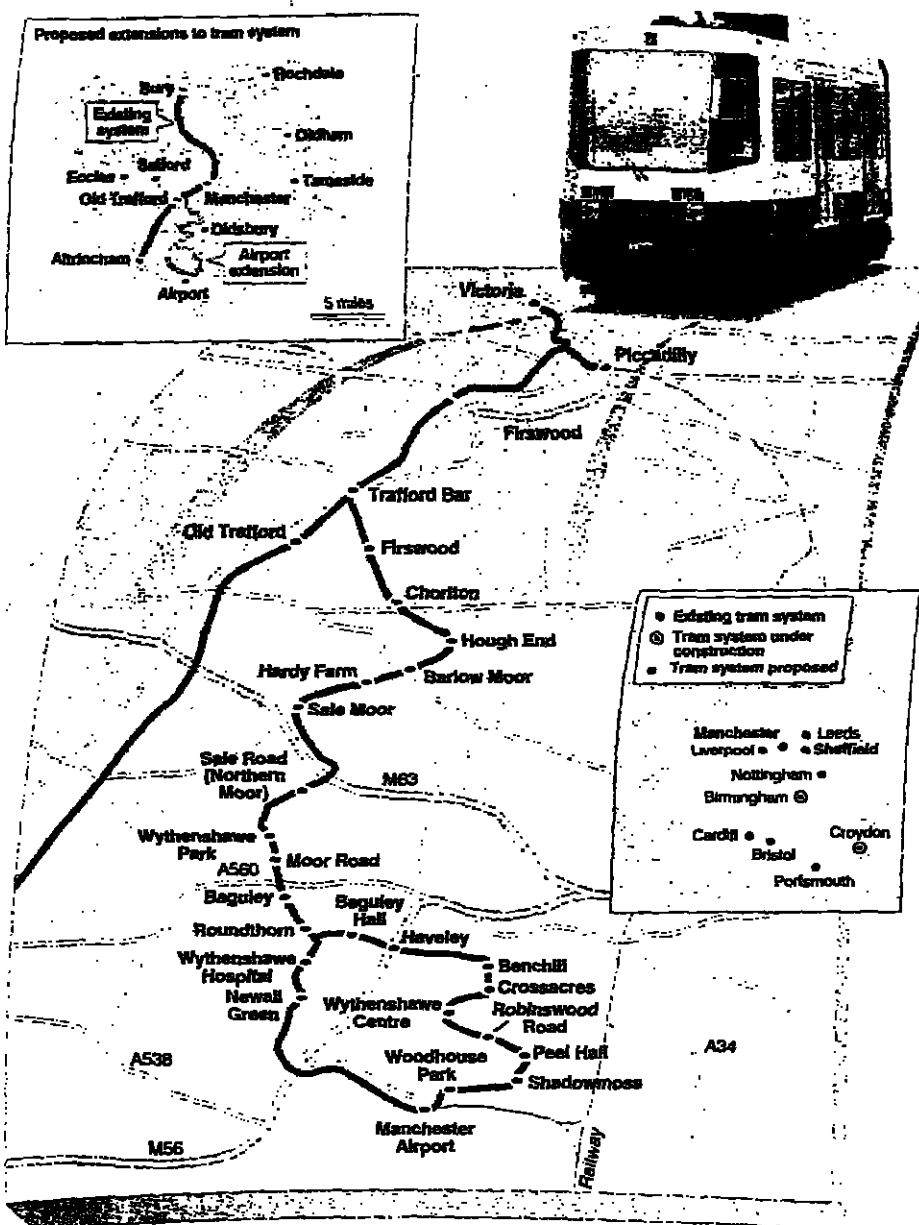 Proposed extensions to tram system
Rochdale
Bury
Existing
system
Oldham
Salford
Eccles
Tameside
Old Trafford
Manchester
Didsbury
Altrincham
Airport
extension
Airport
5 miles
Victoria
Piccadilly
Firswood
Trafford Bar
Old Trafford
Firswood
Chorlton
Hough End
Hardy Farm
Barlow Moor
Sale Moor
Sale Road
(Northern
Moor)
M63
Wythenshawe
Park
Moor Road
A560
Baguley
Baguley
Hall
Roundthorn
Haveley
Wythenshawe
Hospital
Benchill
Crossacres
Newall
Green
Wythenshawe
Centre
Robinswood
Road
A538
Woodhouse
Park
Peel Hall
A34
Shadowmoss
Manchester
Airport
M56
Railway
Existing tram system
Tram system under
construction
Tram system proposed
Manchester
Leeds
Liverpool
Sheffield
Nottingham
Birmingham
Cardiff
Croydon
Bristol
Portsmouth